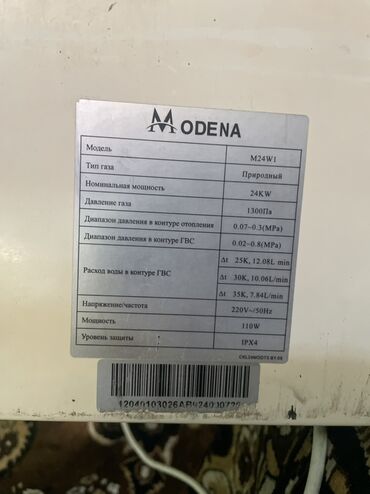 MODENA
Модель M24W1
Тип газа Природный
Номинальная мощность 24KW
Давление газа 1300Па
Диапазон давления в контуре отопления 0.07~0.3(MPa)
Диапазон давления в контуре ГВС 0.02~0.8(MPa)
Расход воды в контуре ГВС Δt 25K, 12.08L min
Δt 30K, 10.06L/min
Δt 35K, 7.84L/min
Напряжение/частота 220V~/50Hz
Мощность 110W
Уровень защиты IPX4